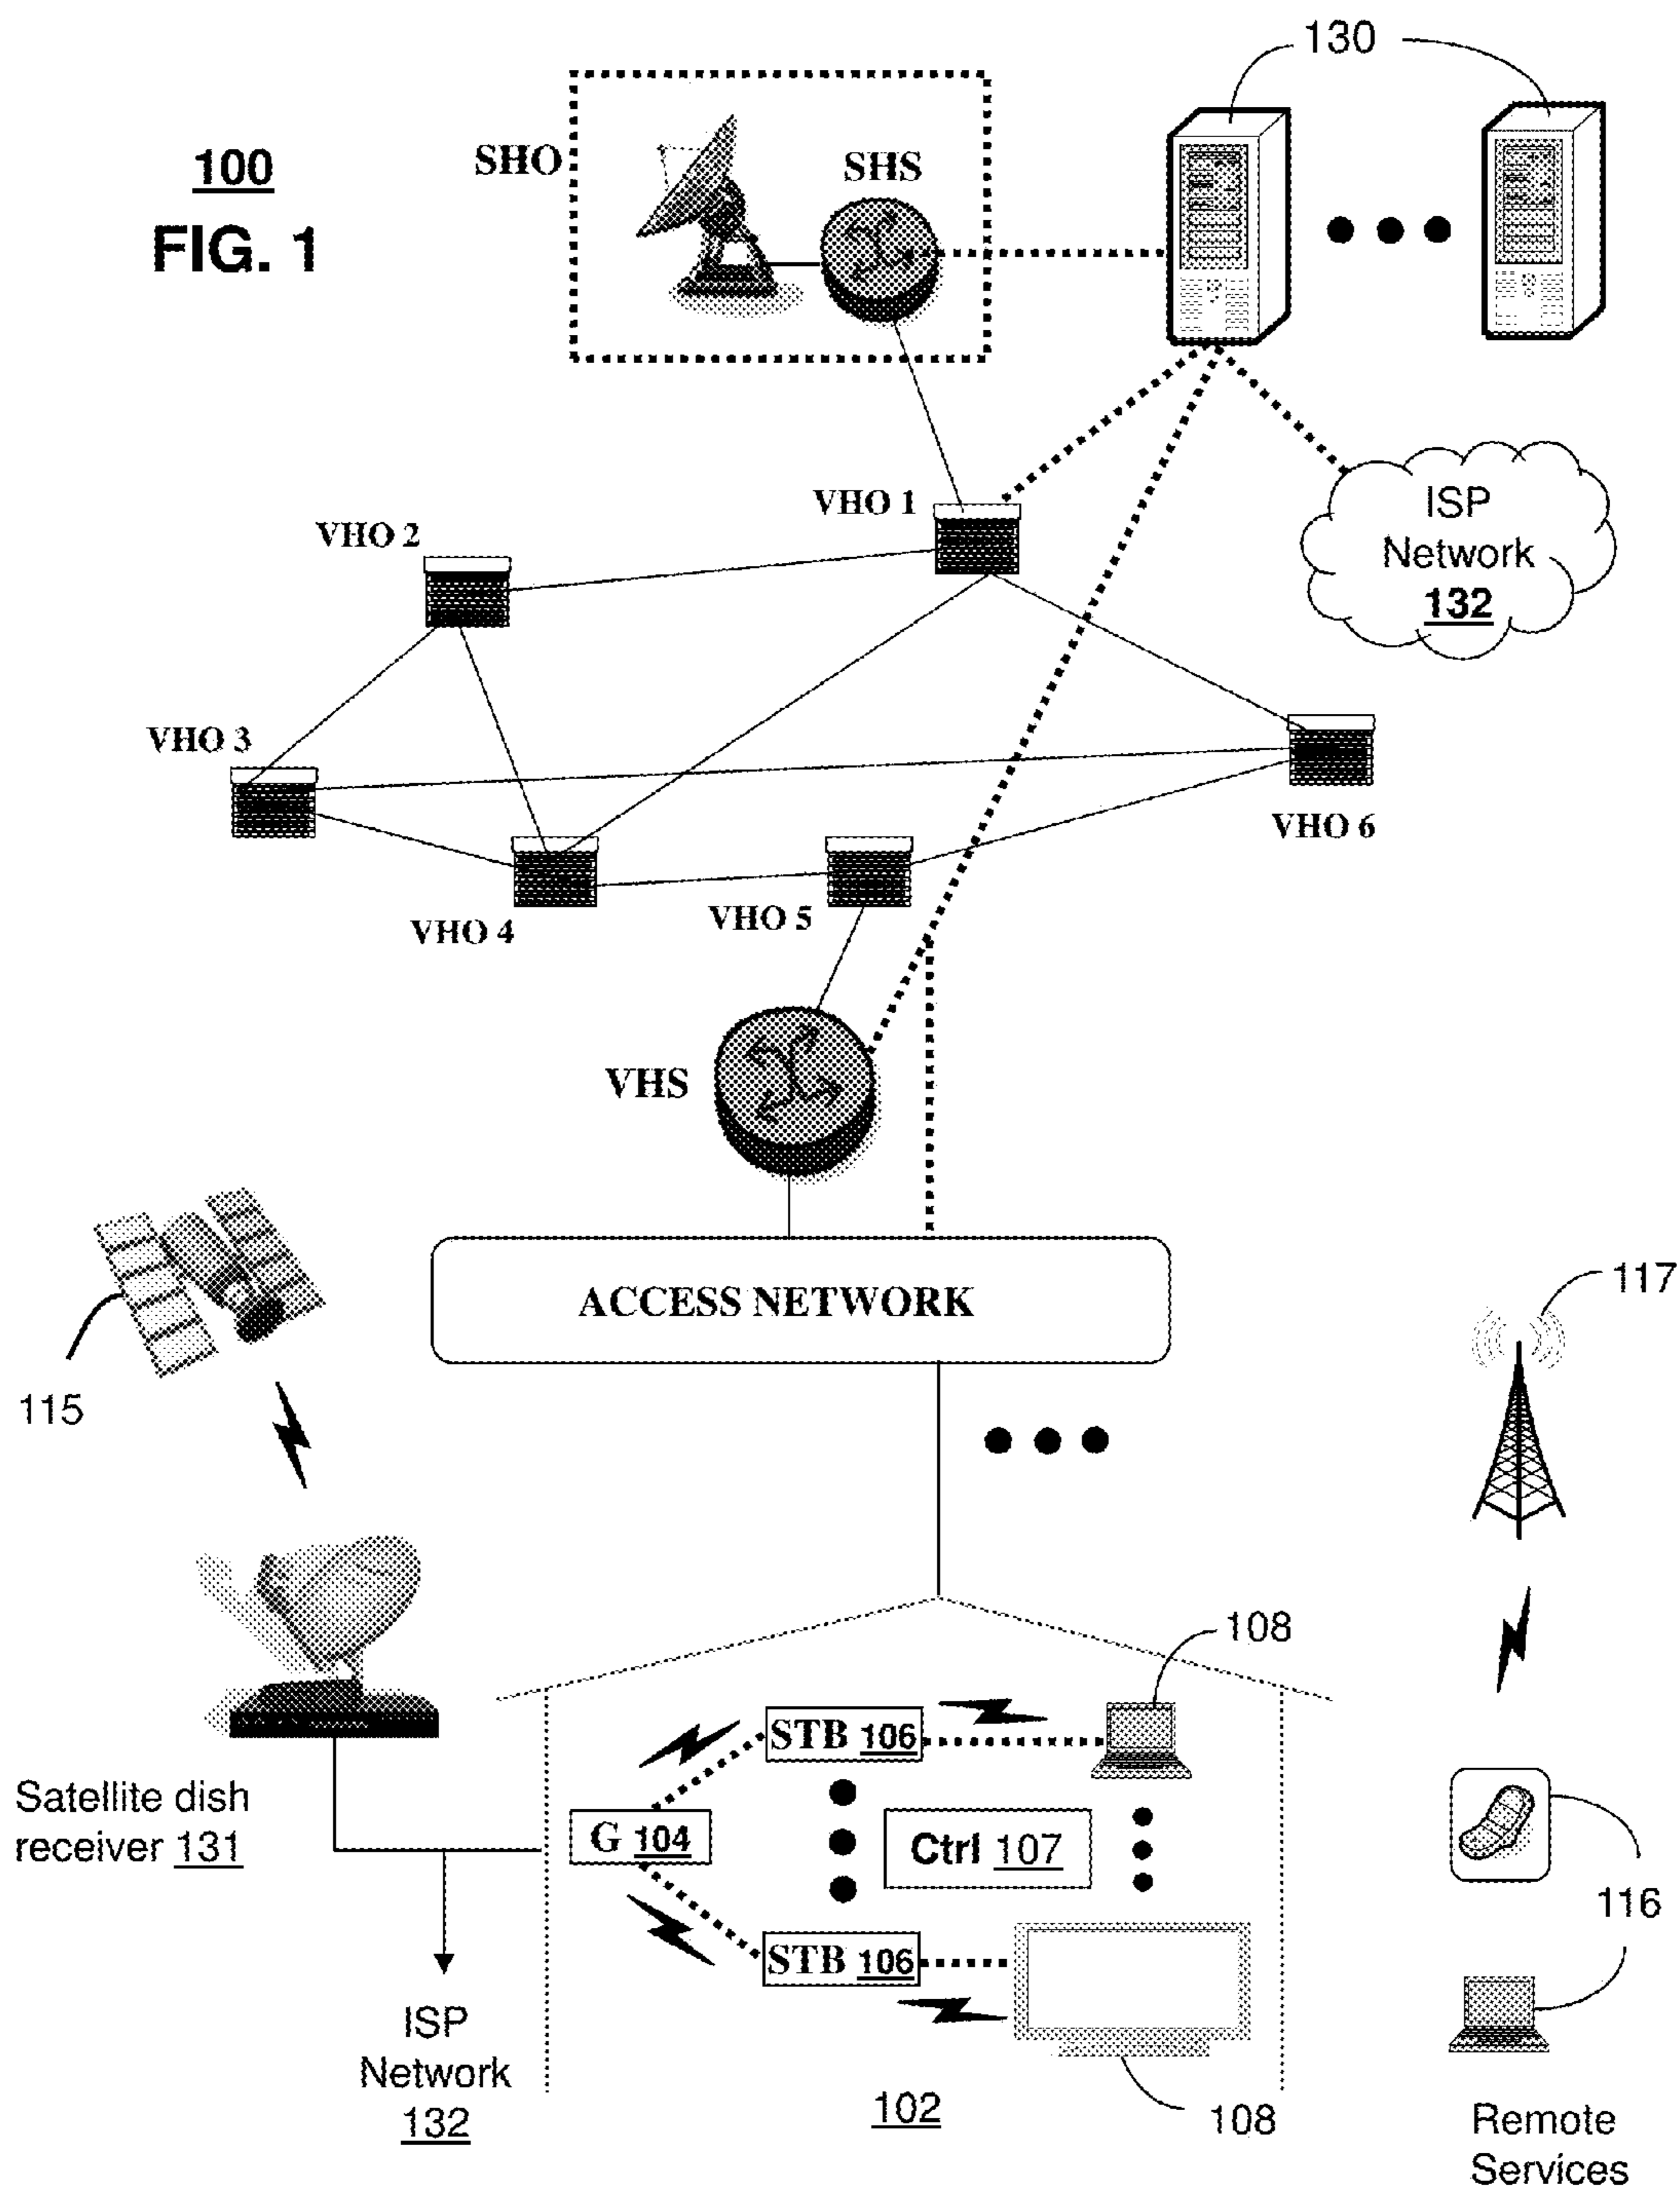 130
100
FIG. 1
SHO
SHS
VHO 1
ISP
Network
132
VHO 2
VHO 3
VHO 6
VHO 4
VHO 5
VHS
ACCESS NETWORK
117
115
108
STB 106
Satellite dish
receiver 131
G 104
Ctrl 107
116
STB 106
ISP
Network
132
102
108
Remote
Services